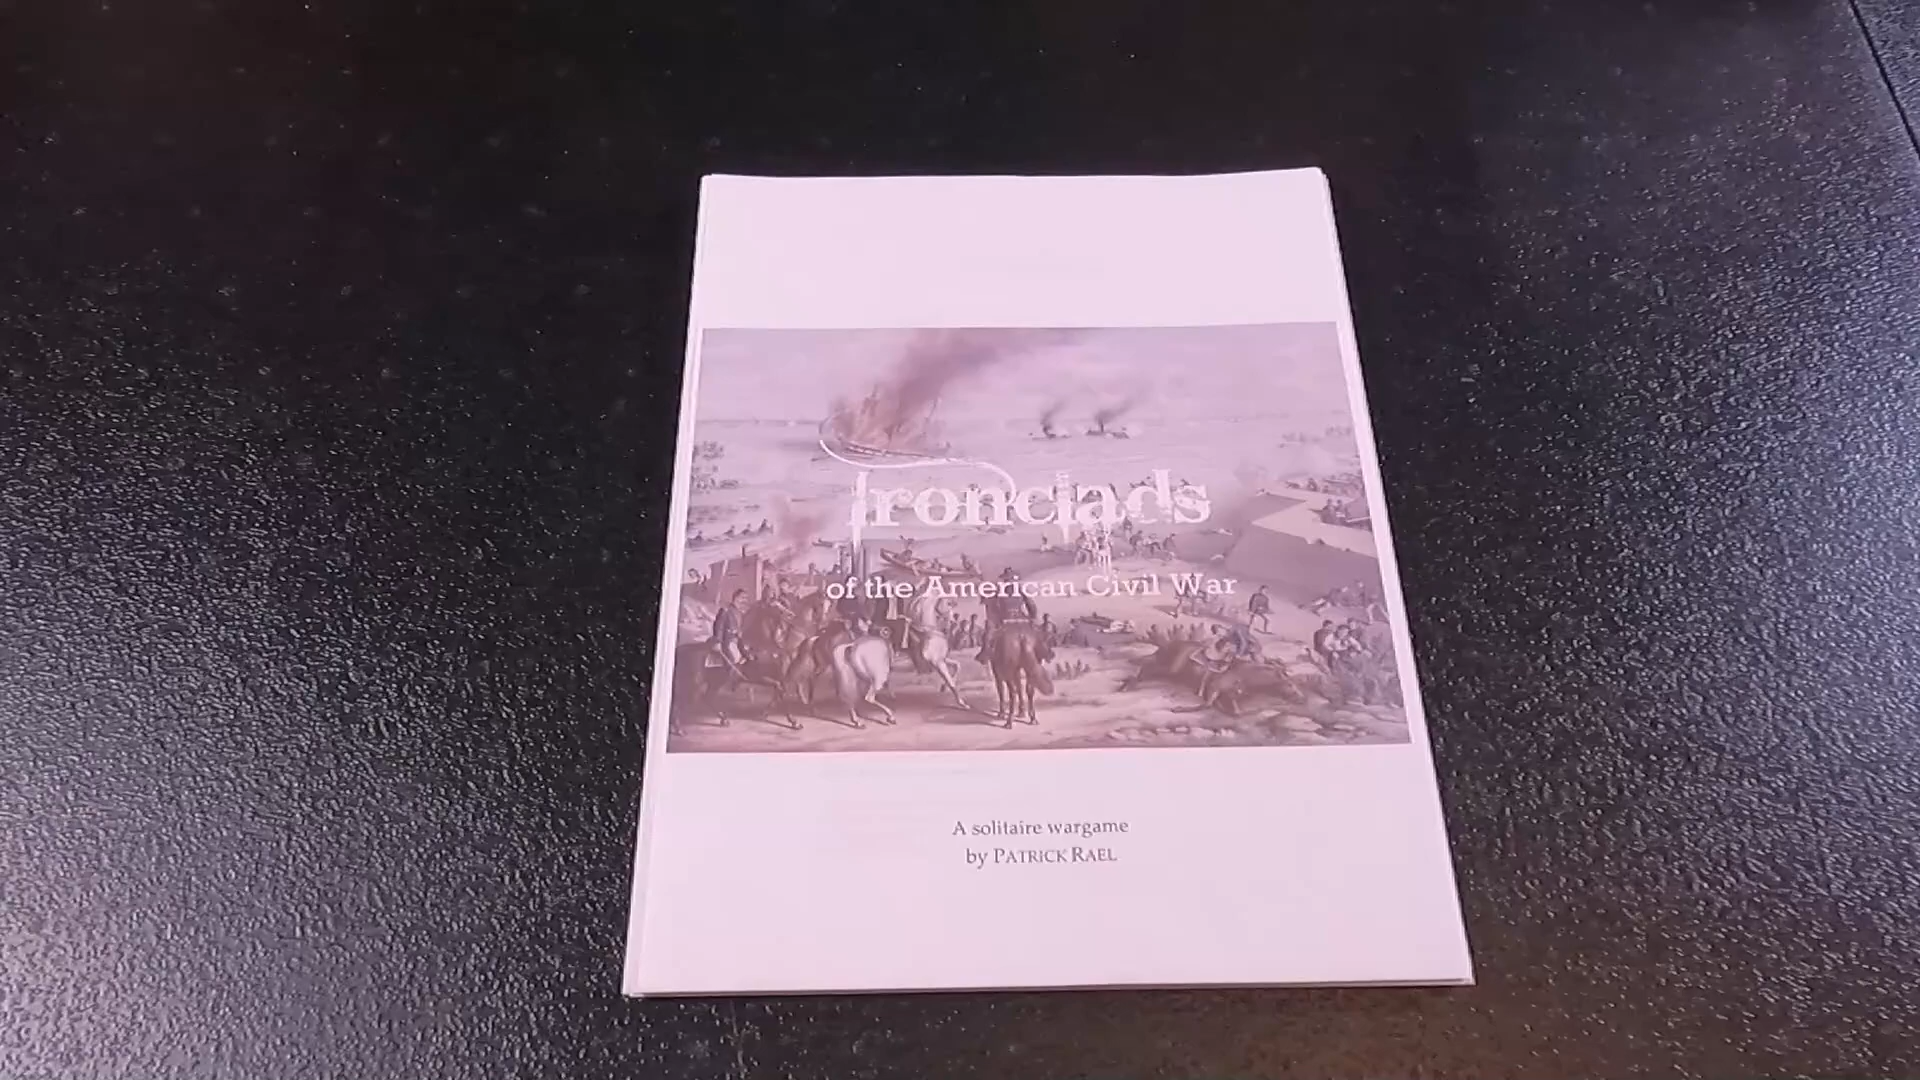 Ironclads
of the American Civil War
A solitaire wargame
by PATRICK RAEL